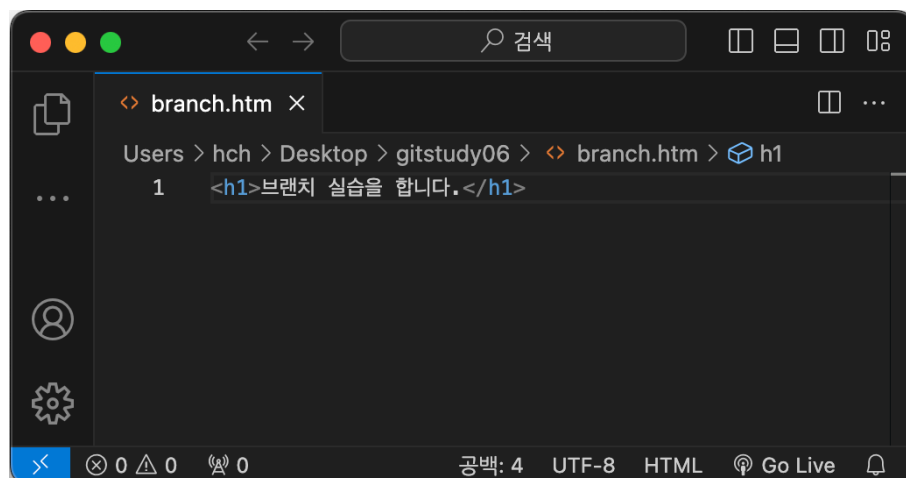 검색
branch.htm
Users > hch > Desktop > gitstudy06 > <> branch.htm > h1
1 <h1>브랜치 실습을 합니다.</h1>
0 0 0 공백: 4 UTF-8 HTML Go Live